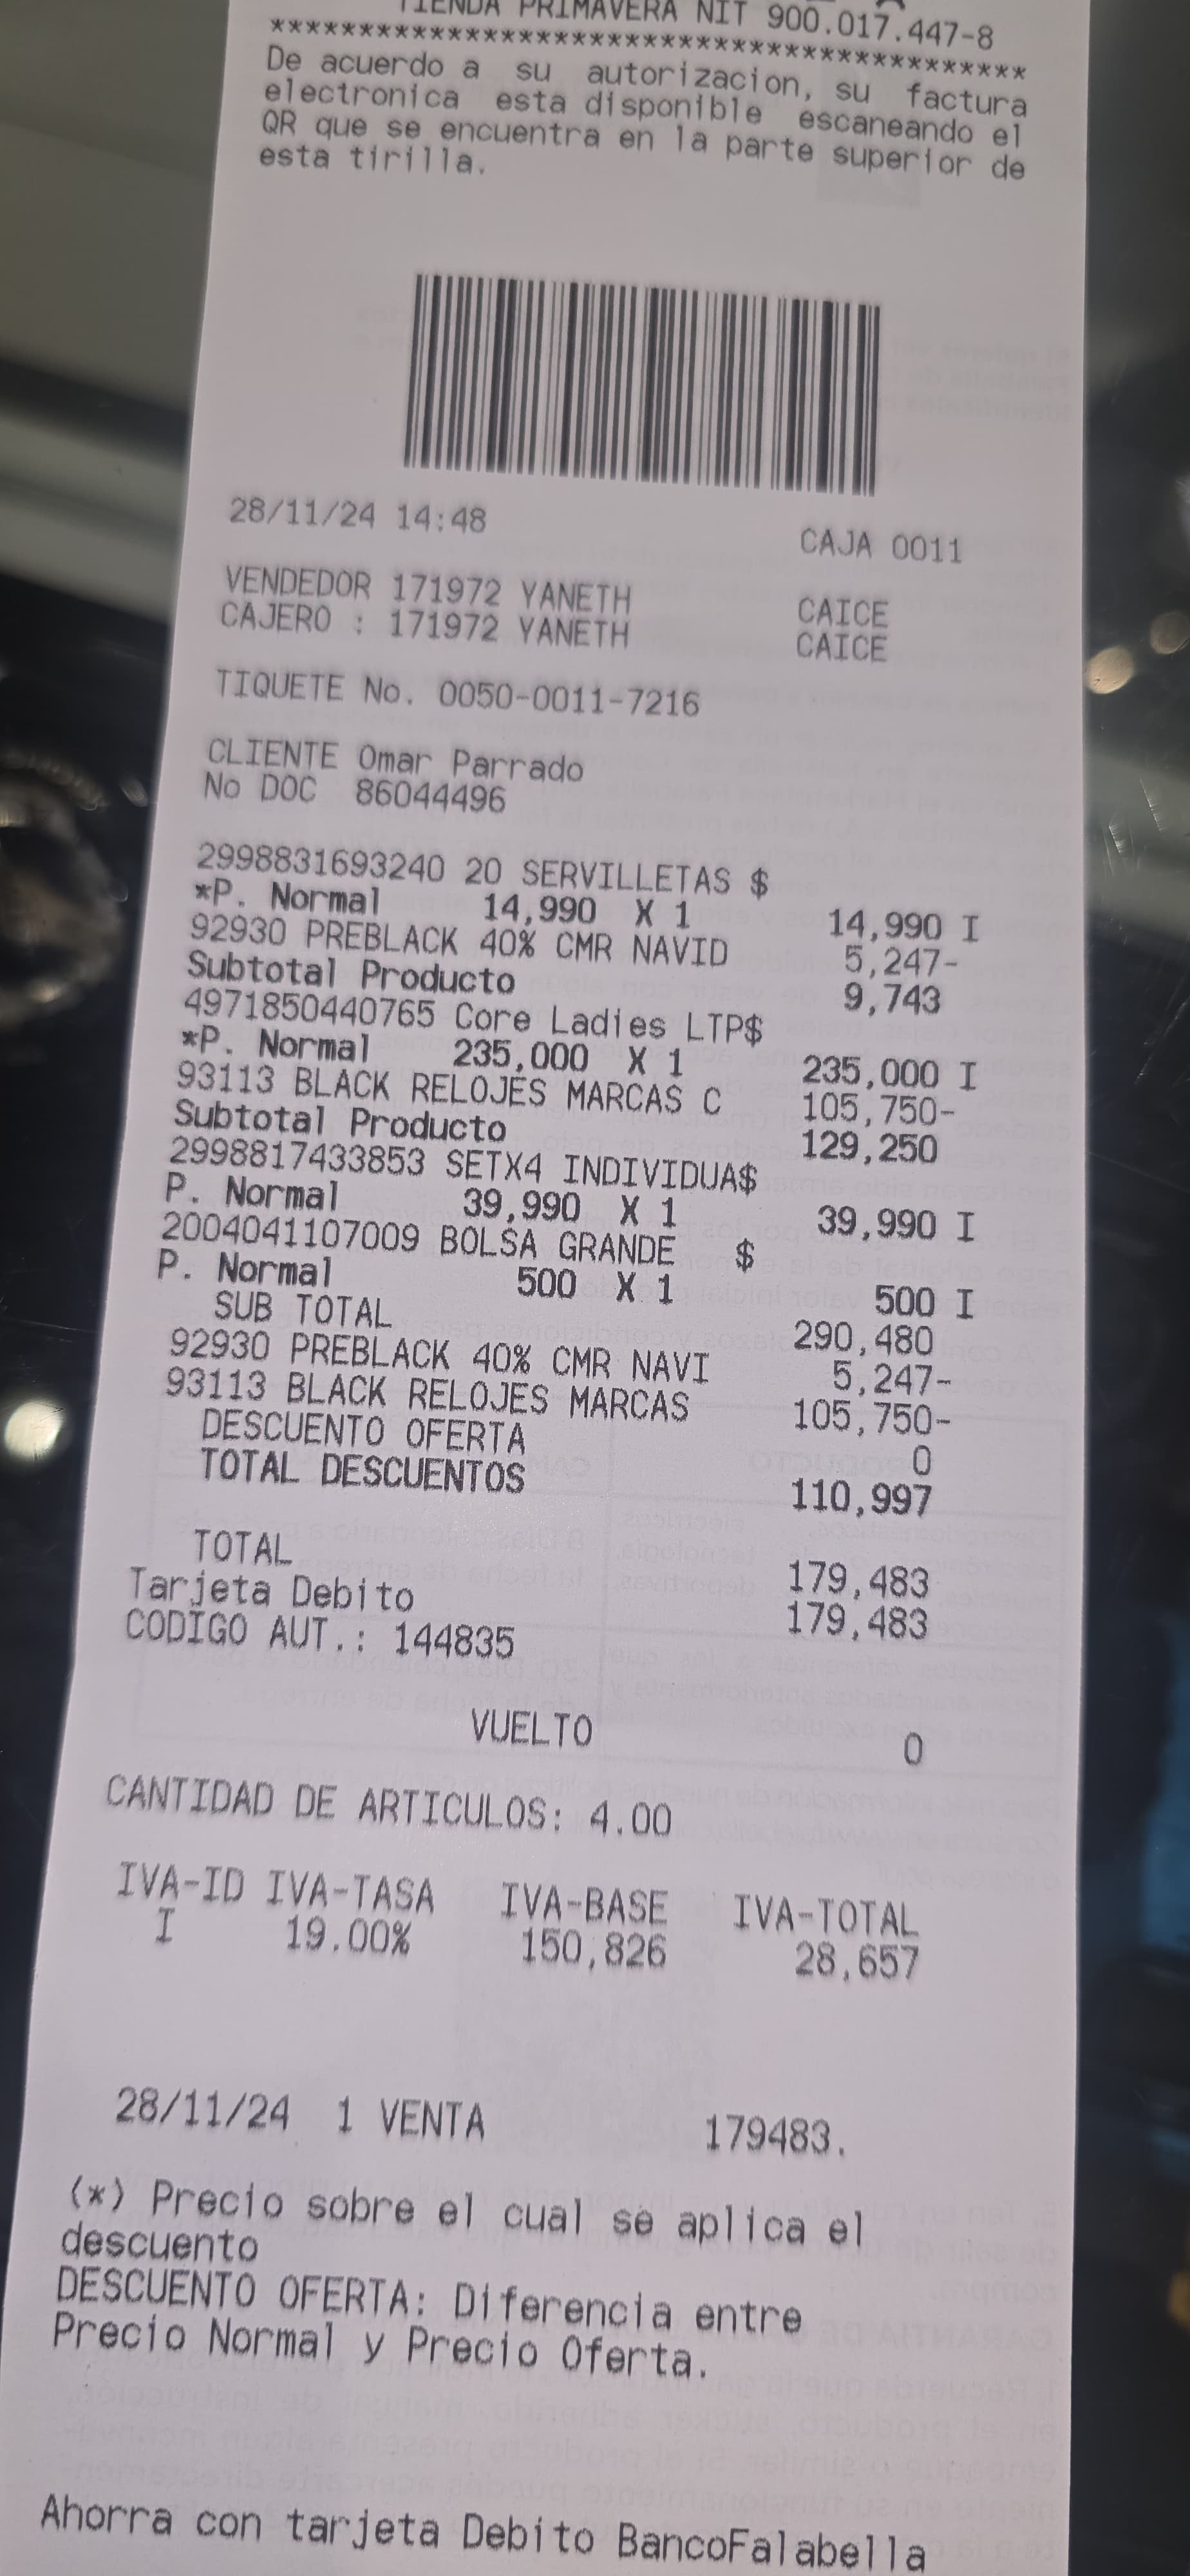 TIENDA PRIMAVERA NIT 900.017.447-8
*******************************************
De acuerdo a su autorizacion, su factura
electronica esta disponible escaneando el
QR que se encuentra en la parte superior de
esta tirilla.
28/11/24 14:48 CAJA 0011
VENDEDOR 171972 YANETH CAICE
CAJERO : 171972 YANETH CAICE
TIQUETE No. 0050-0011-7216
CLIENTE Omar Parrado
No DOC 86044496
2998831693240 20 SERVILLETAS $
*P. Normal 14,990 X 1 14,990 I
92930 PREBLACK 40% CMR NAVID 5,247-
Subtotal Producto 9,743
4971850440765 Core Ladies LTP$
*P. Normal 235,000 X 1 235,000 I
93113 BLACK RELOJES MARCAS C 105,750-
Subtotal Producto 129,250
2998817433853 SETX4 INDIVIDUA$
P. Normal 39,990 X 1 39,990 I
2004041107009 BOLSA GRANDE $
P. Normal 500 X 1 500 I
SUB TOTAL 290,480
92930 PREBLACK 40% CMR NAVI 5,247-
93113 BLACK RELOJES MARCAS 105,750-
DESCUENTO OFERTA 0
TOTAL DESCUENTOS 110,997
TOTAL 179,483
Tarjeta Debito 179,483
CODIGO AUT.: 144835
VUELTO 0
CANTIDAD DE ARTICULOS: 4.00
IVA-ID IVA-TASA IVA-BASE IVA-TOTAL
I 19.00% 150,826 28,657
28/11/24 1 VENTA 179483.
(*) Precio sobre el cual se aplica el
descuento
DESCUENTO OFERTA: Diferencia entre
Precio Normal y Precio Oferta.
Ahorra con tarjeta Debito BancoFalabella